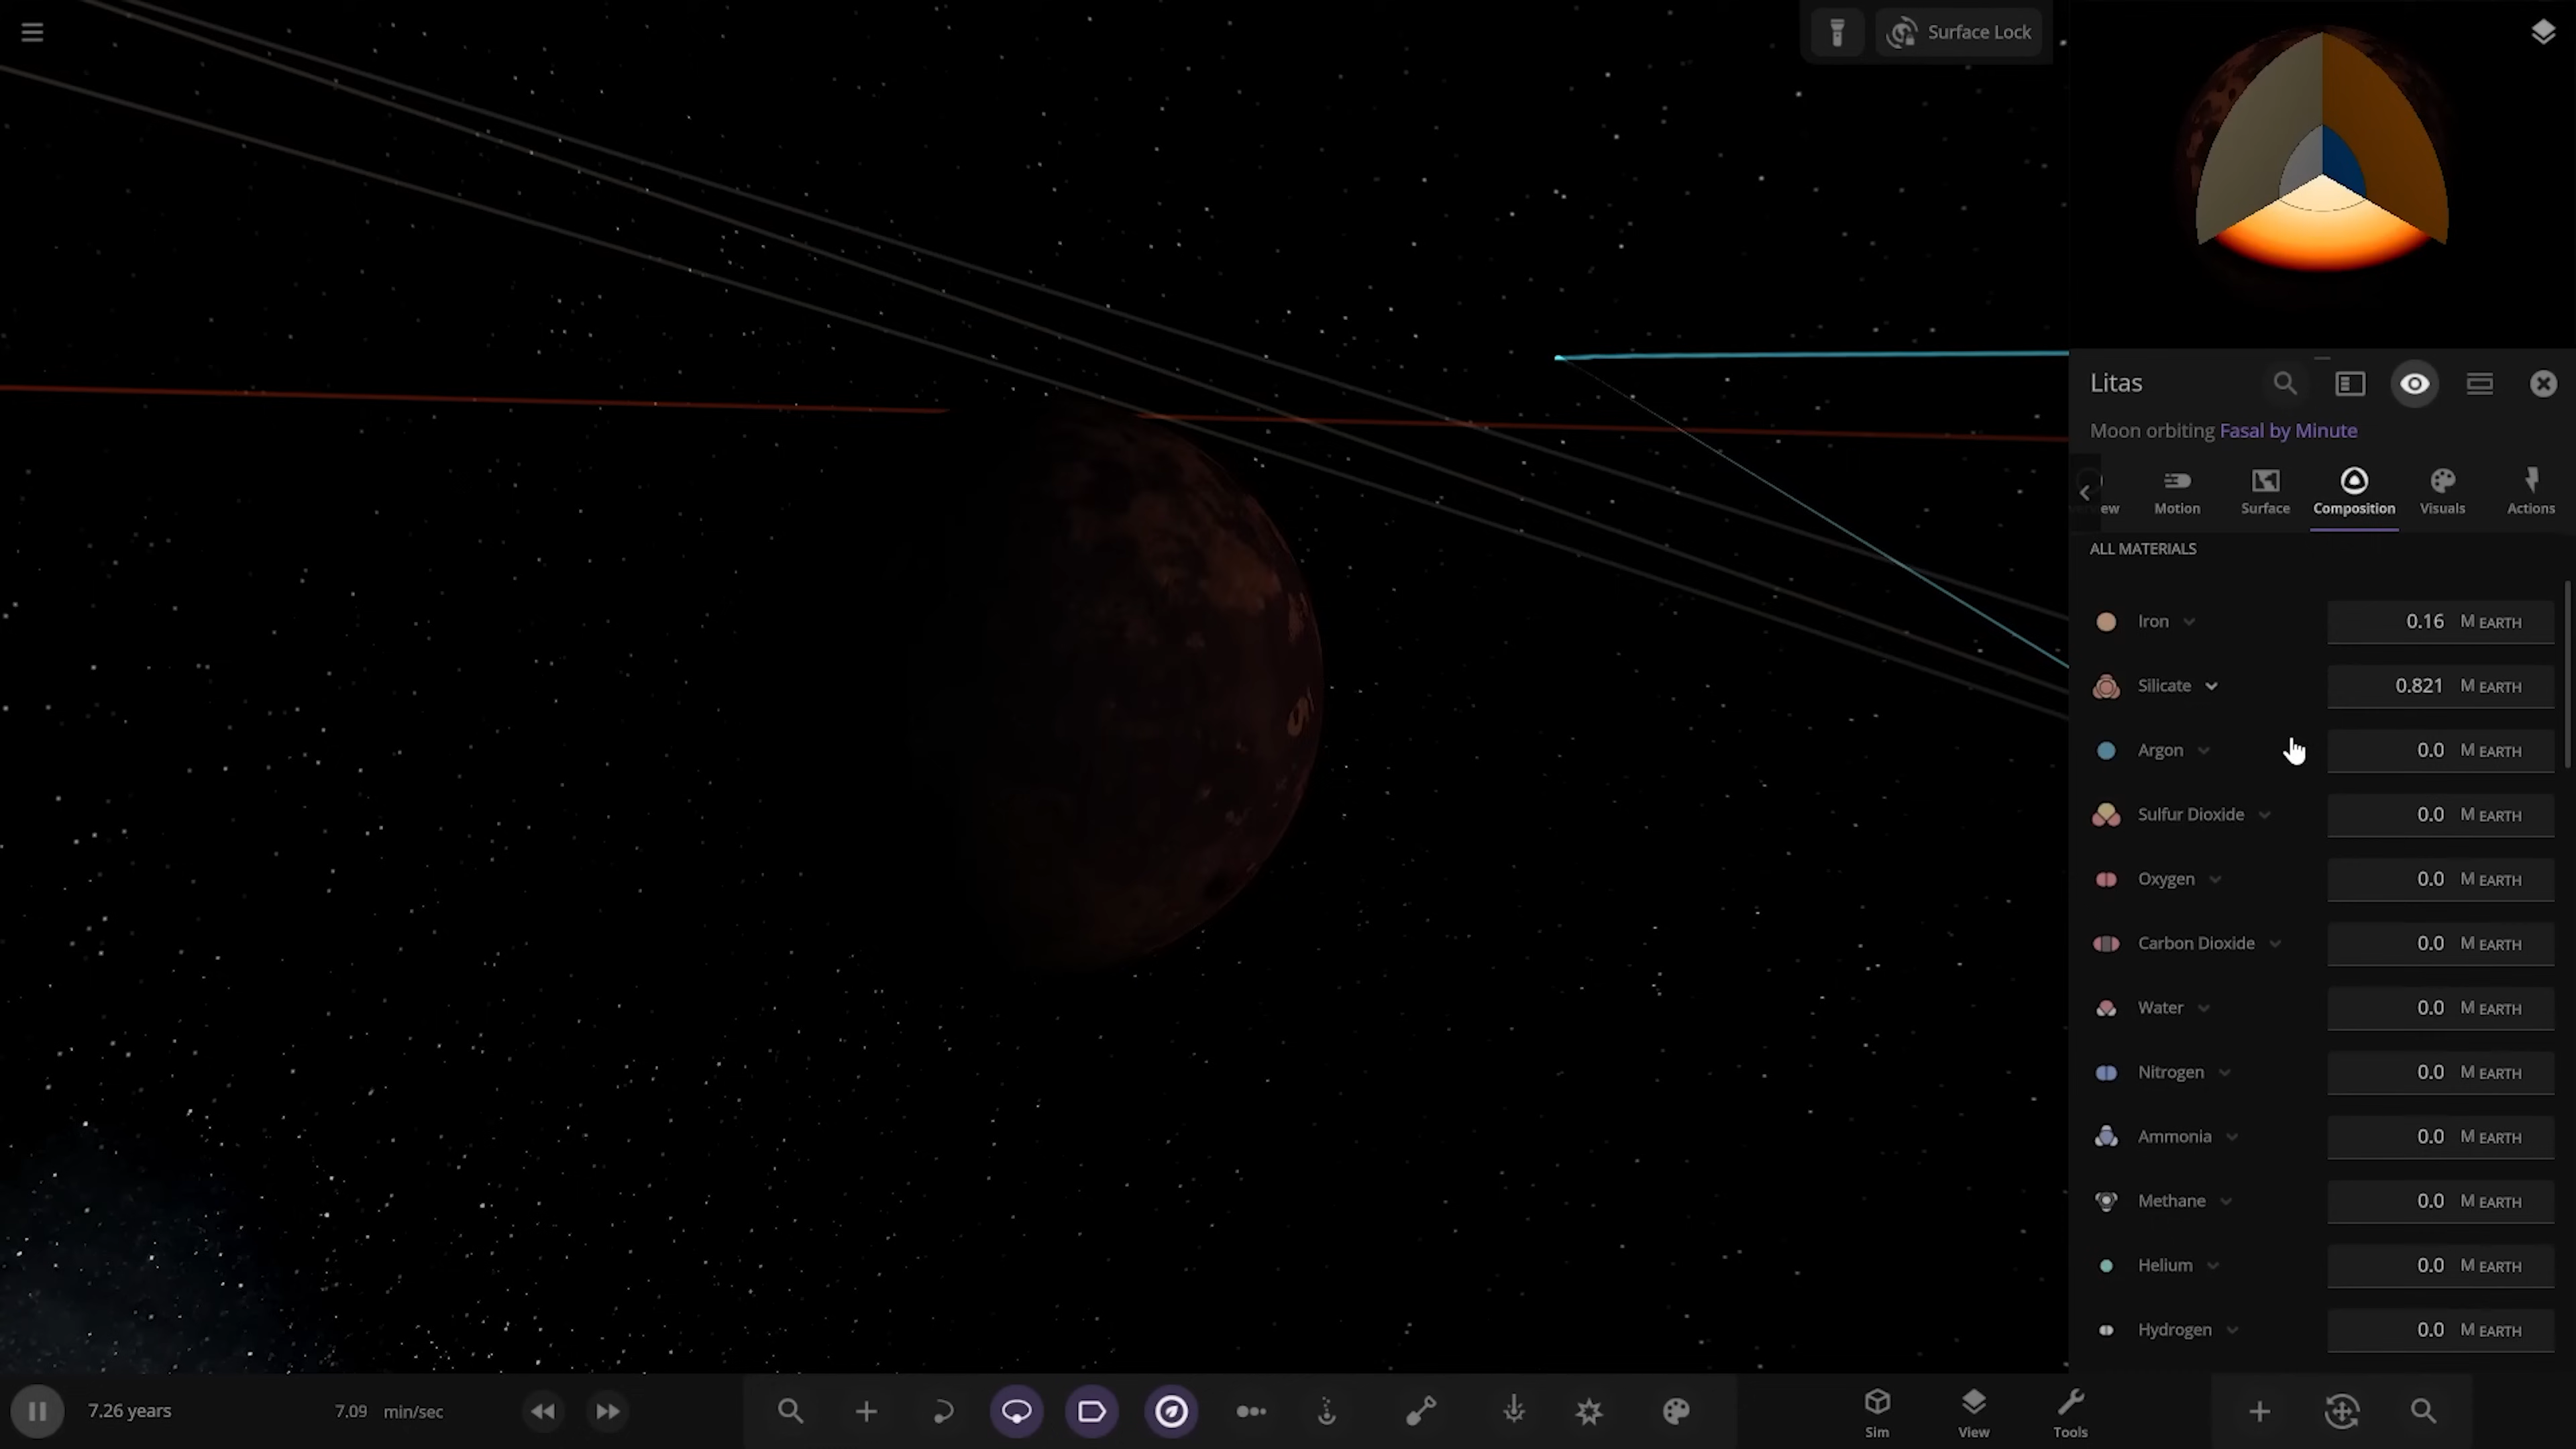 Surface Lock
Litas
Moon orbiting Fasal by Minute
ew
Motion
Surface
Composition
Visuals
Actions
ALL MATERIALS
Iron 0.16 M EARTH
Silicate 0.821 M EARTH
Argon 0.0 M EARTH
Sulfur Dioxide 0.0 M EARTH
Oxygen 0.0 M EARTH
Carbon Dioxide 0.0 M EARTH
Water 0.0 M EARTH
Nitrogen 0.0 M EARTH
Ammonia 0.0 M EARTH
Methane 0.0 M EARTH
Helium 0.0 M EARTH
Hydrogen 0.0 M EARTH
7.26 years
7.09 min/sec
Sim
View
Tools